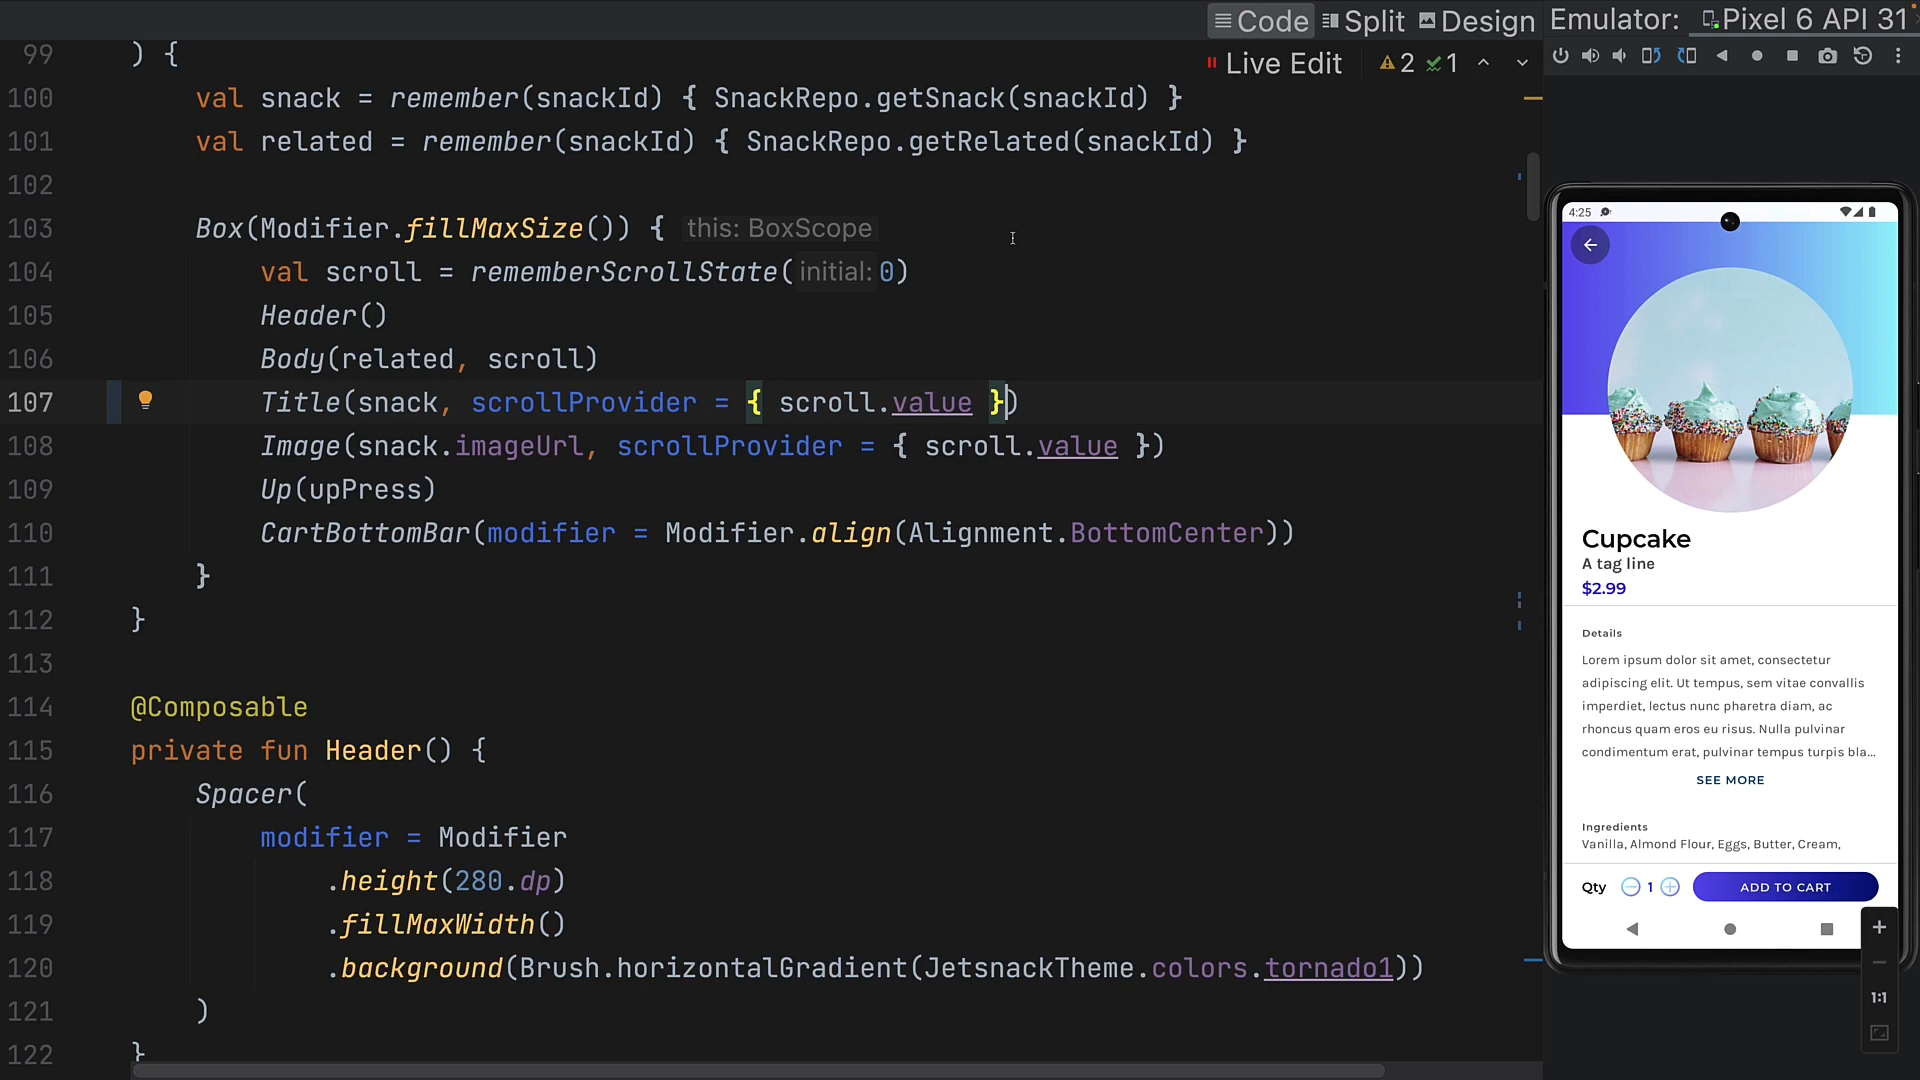 Code Split Design Emulator: Pixel 6 API 31
Live Edit 2 1
99 ) {
100 val snack = remember(snackId) { SnackRepo.getSnack(snackId) }
101 val related = remember(snackId) { SnackRepo.getRelated(snackId) }
102
103 Box(Modifier.fillMaxSize()) { this: BoxScope
104 val scroll = rememberScrollState(initial: 0)
105 Header()
106 Body(related, scroll)
107 Title(snack, scrollProvider = { scroll.value })
108 Image(snack.imageUrl, scrollProvider = { scroll.value })
109 Up(upPress)
110 CartBottomBar(modifier = Modifier.align(Alignment.BottomCenter))
111 }
112 }
113
114 @Composable
115 private fun Header() {
116 Spacer(
117 modifier = Modifier
118 .height(280.dp)
119 .fillMaxWidth()
120 .background(Brush.horizontalGradient(JetsnackTheme.colors.tornado1))
121 )
122 }
4:25
Cupcake
A tag line
$2.99
Details
Lorem ipsum dolor sit amet, consectetur
adipiscing elit. Ut tempus, sem vitae convallis
imperdiet, lectus nunc pharetra diam, ac
rhoncus quam eros eu risus. Nulla pulvinar
condimentum erat, pulvinar tempus turpis bla...
SEE MORE
Ingredients
Vanilla, Almond Flour, Eggs, Butter, Cream,
Qty 1 ADD TO CART
1:1